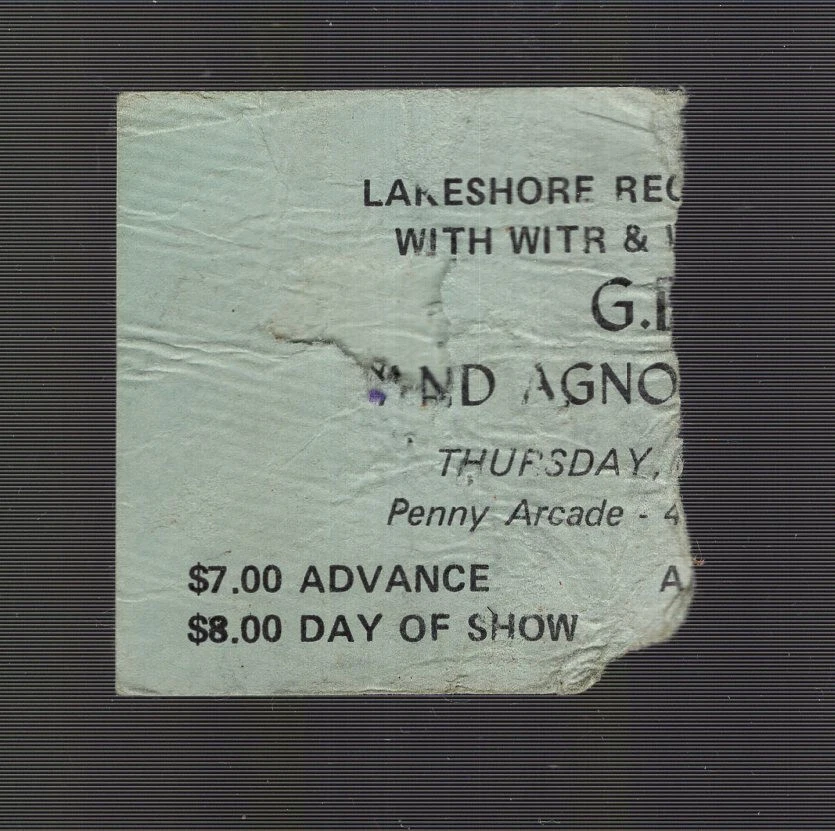 LAKESHORE REC
WITH WITR &
G.B
AND AGNO
THURSDAY,
Penny Arcade - 4
$7.00 ADVANCE A
$8.00 DAY OF SHOW